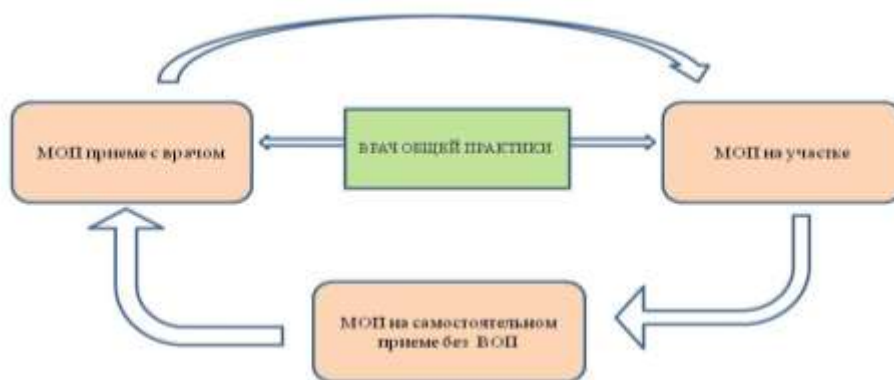 МОП приеме с врачом
ВРАЧ ОБЩЕЙ ПРАКТИКИ
МОП на участке
МОП на самостоятельном
приеме без ВОП